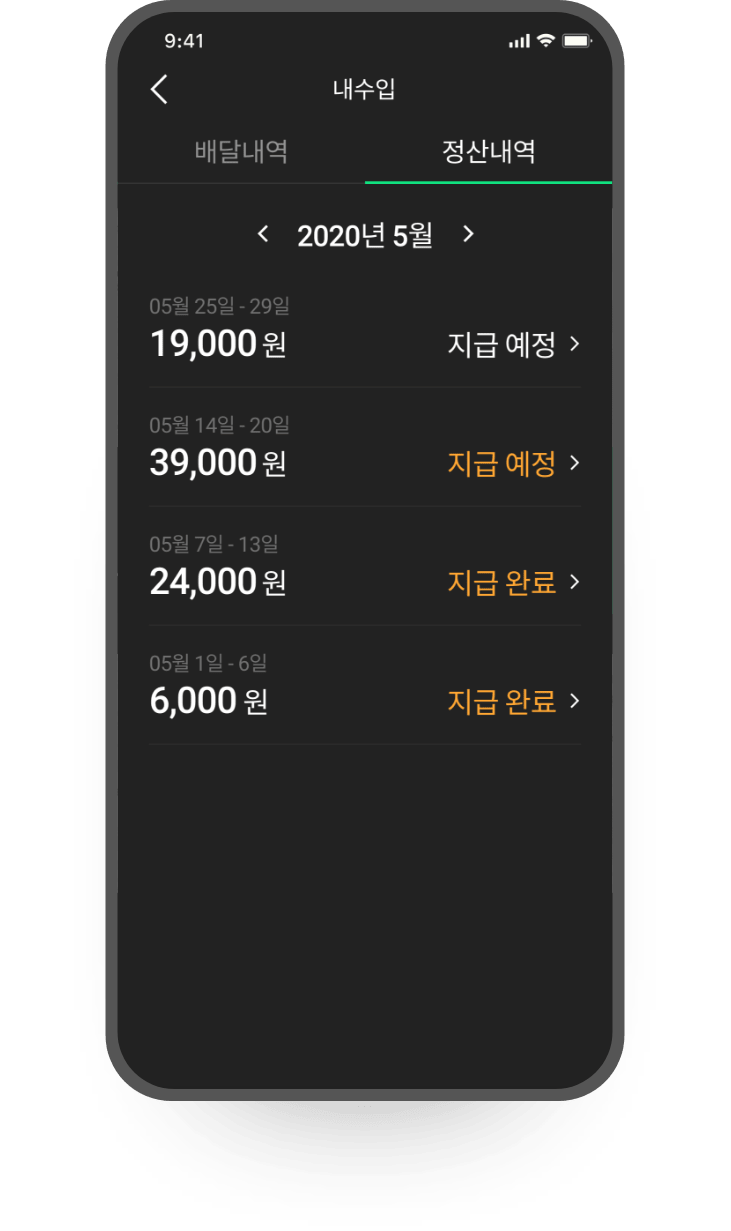 9:41
내수입
배달내역 정산내역
2020년 5월
05월 25일 - 29일
19,000 원 지급 예정
05월 14일 - 20일
39,000 원 지급 예정
05월 7일 - 13일
24,000 원 지급 완료
05월 1일 - 6일
6,000 원 지급 완료